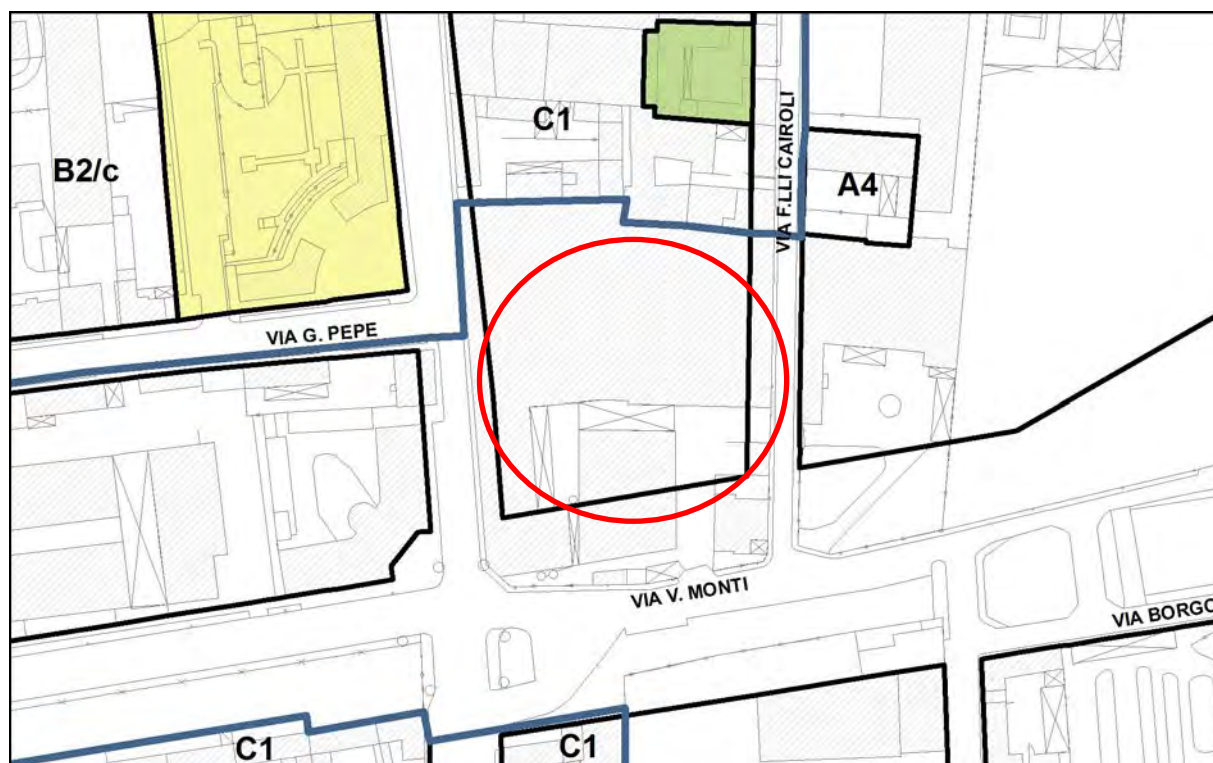 C1
B2/c
VIA F.LLI CAIROLI
A4
VIA G. PEPE
VIA V. MONTI
VIA BORGO
C1
C1